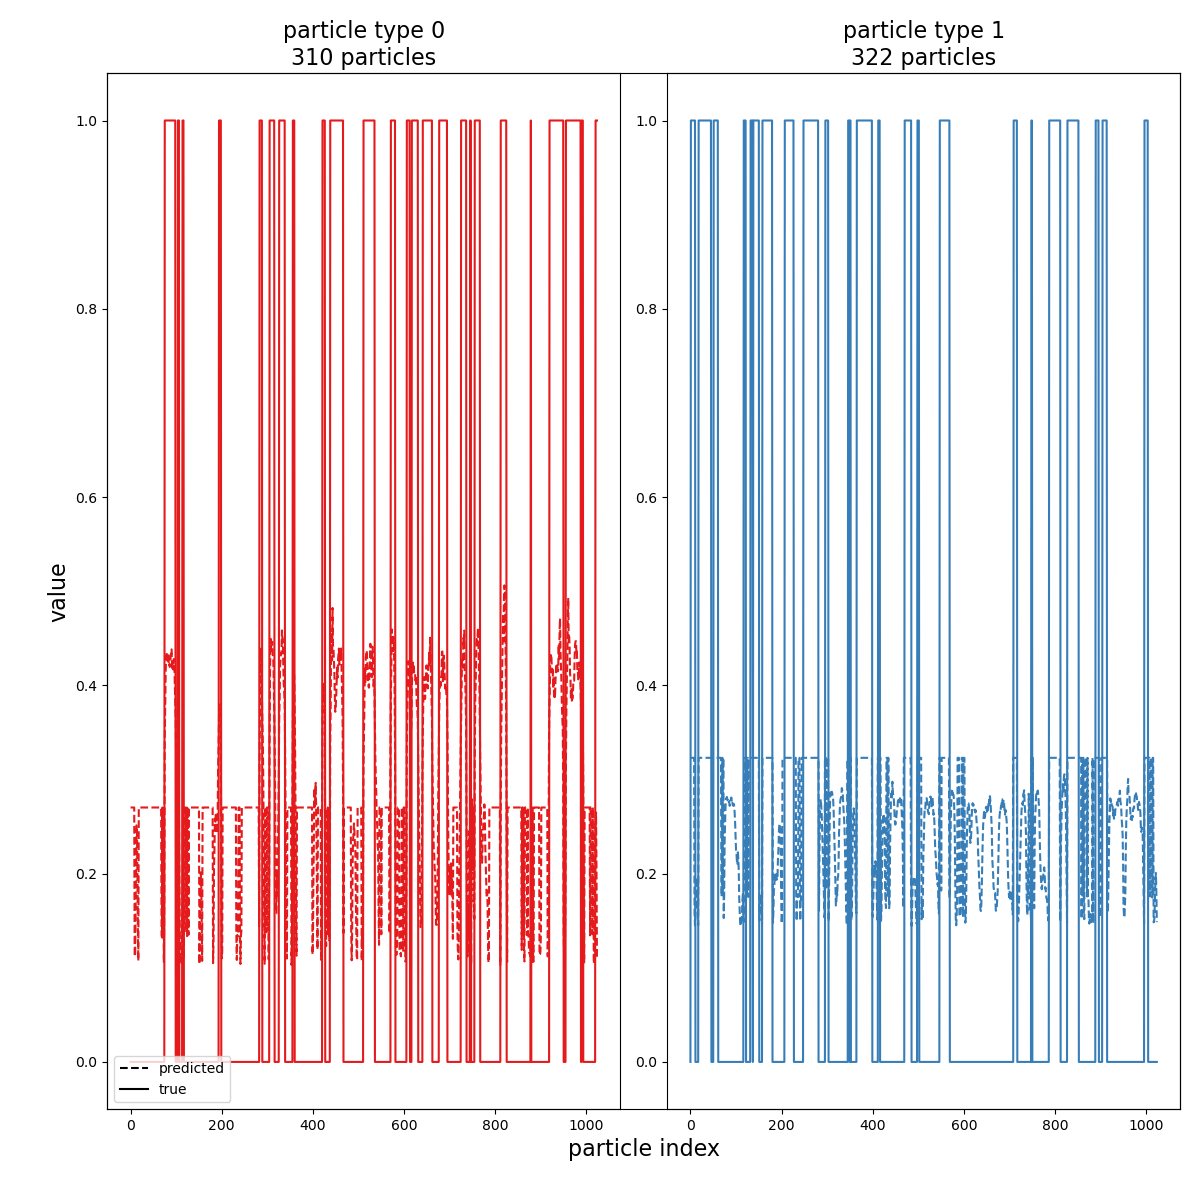 particle type 0
310 particles
particle type 1
322 particles
1.0
0.8
0.6
0.4
0.2
0.0
1.0
0.8
0.6
0.4
0.2
0.0
value
predicted
true
0 200 400 600 800 1000
0 200 400 600 800 1000
particle index